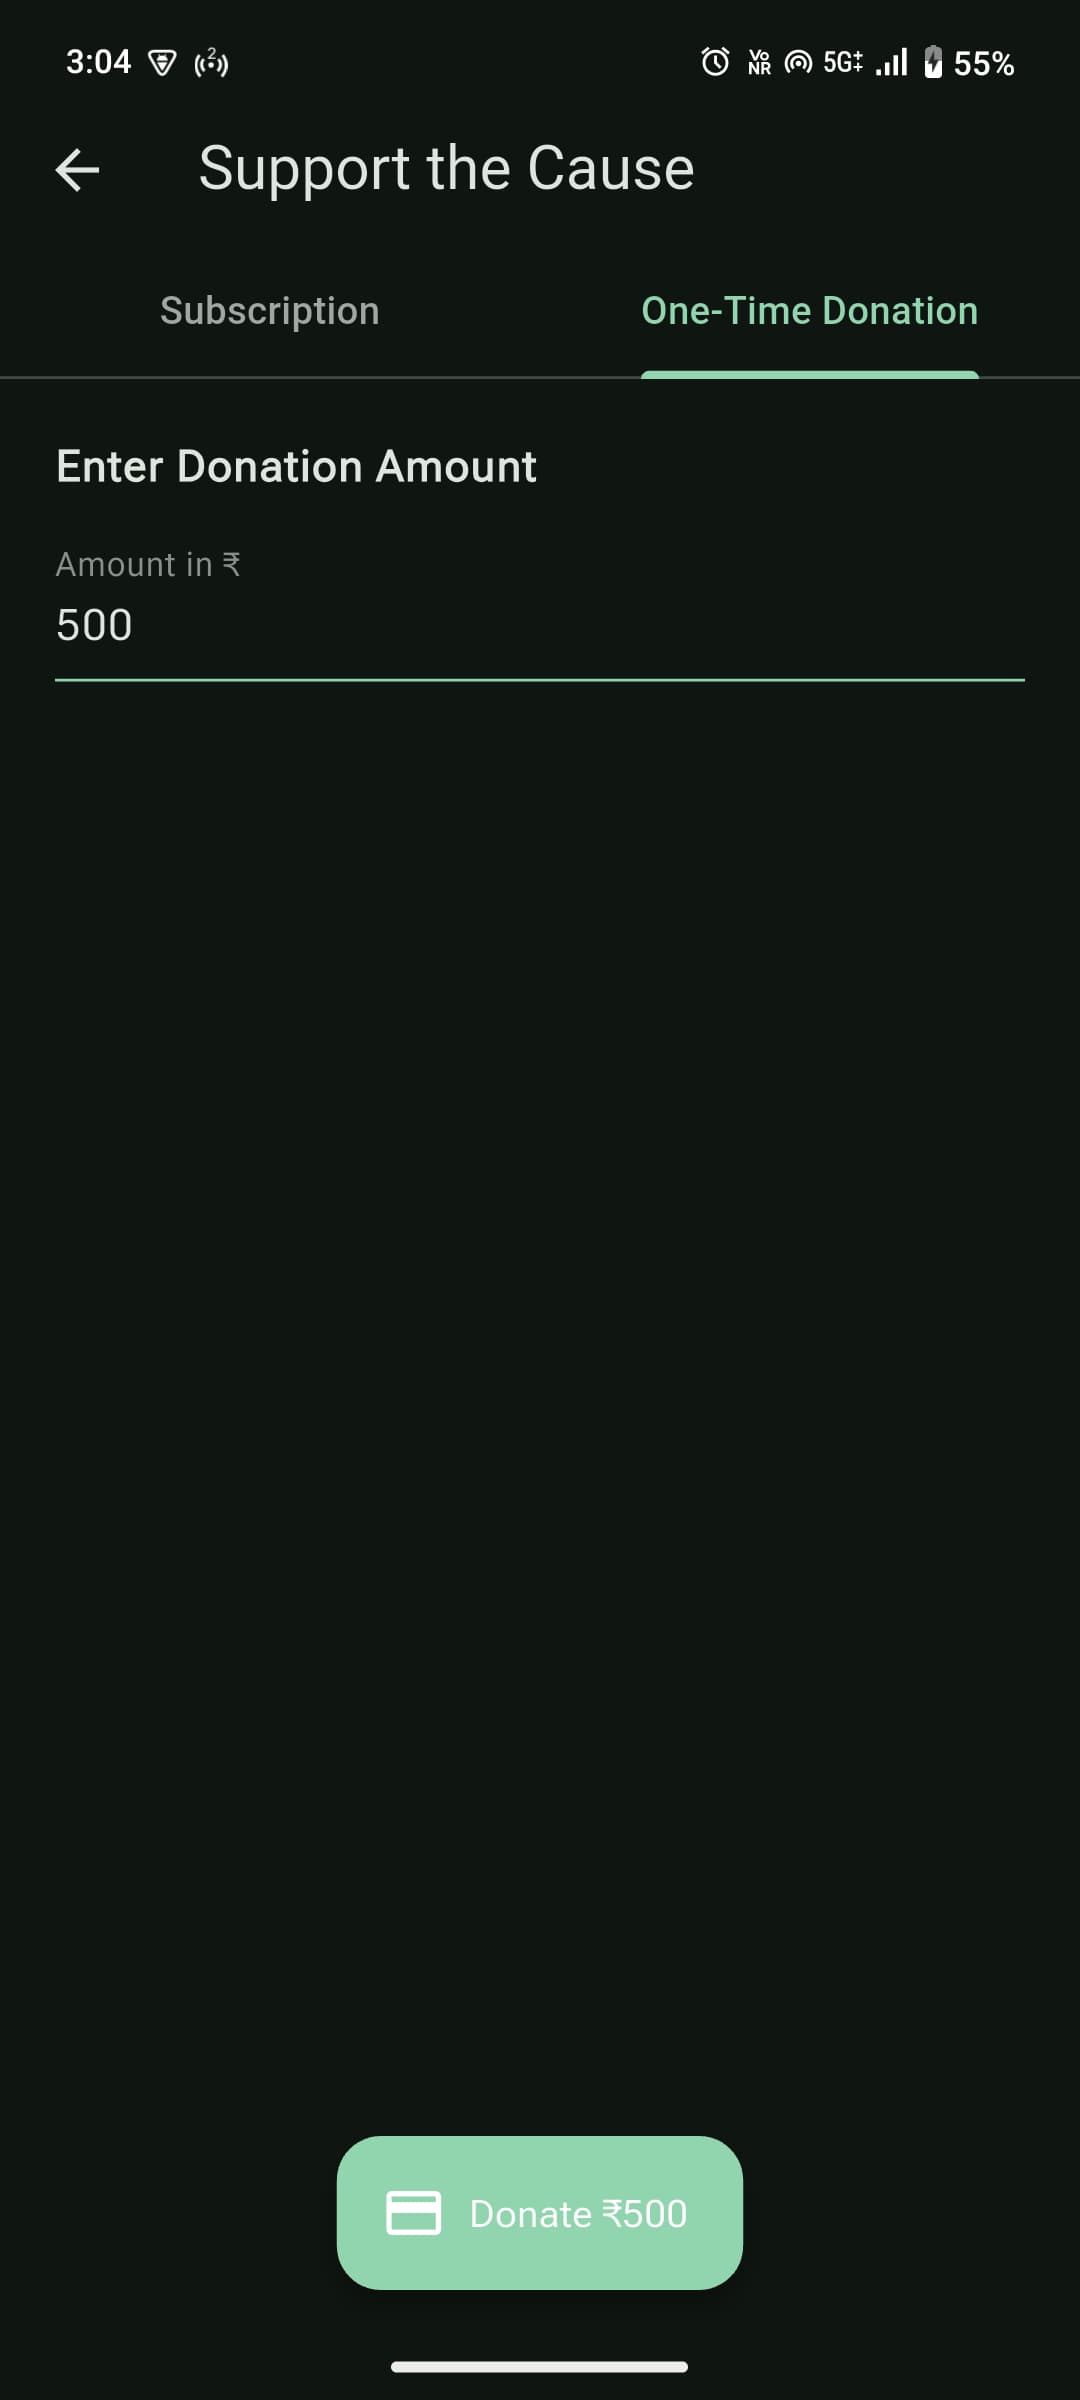 3:04 2 Vo NR 5G++ 55%
Support the Cause
Subscription One-Time Donation
Enter Donation Amount
Amount in ₹
500
Donate ₹500